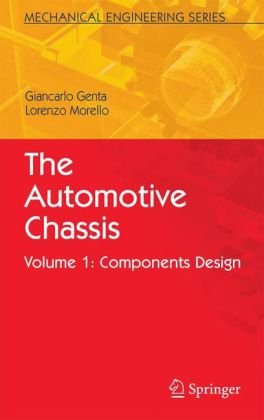 MECHANICAL ENGINEERING SERIES
Giancarlo Genta
Lorenzo Morello
The
Automotive
Chassis
Volume 1: Components Design
Springer